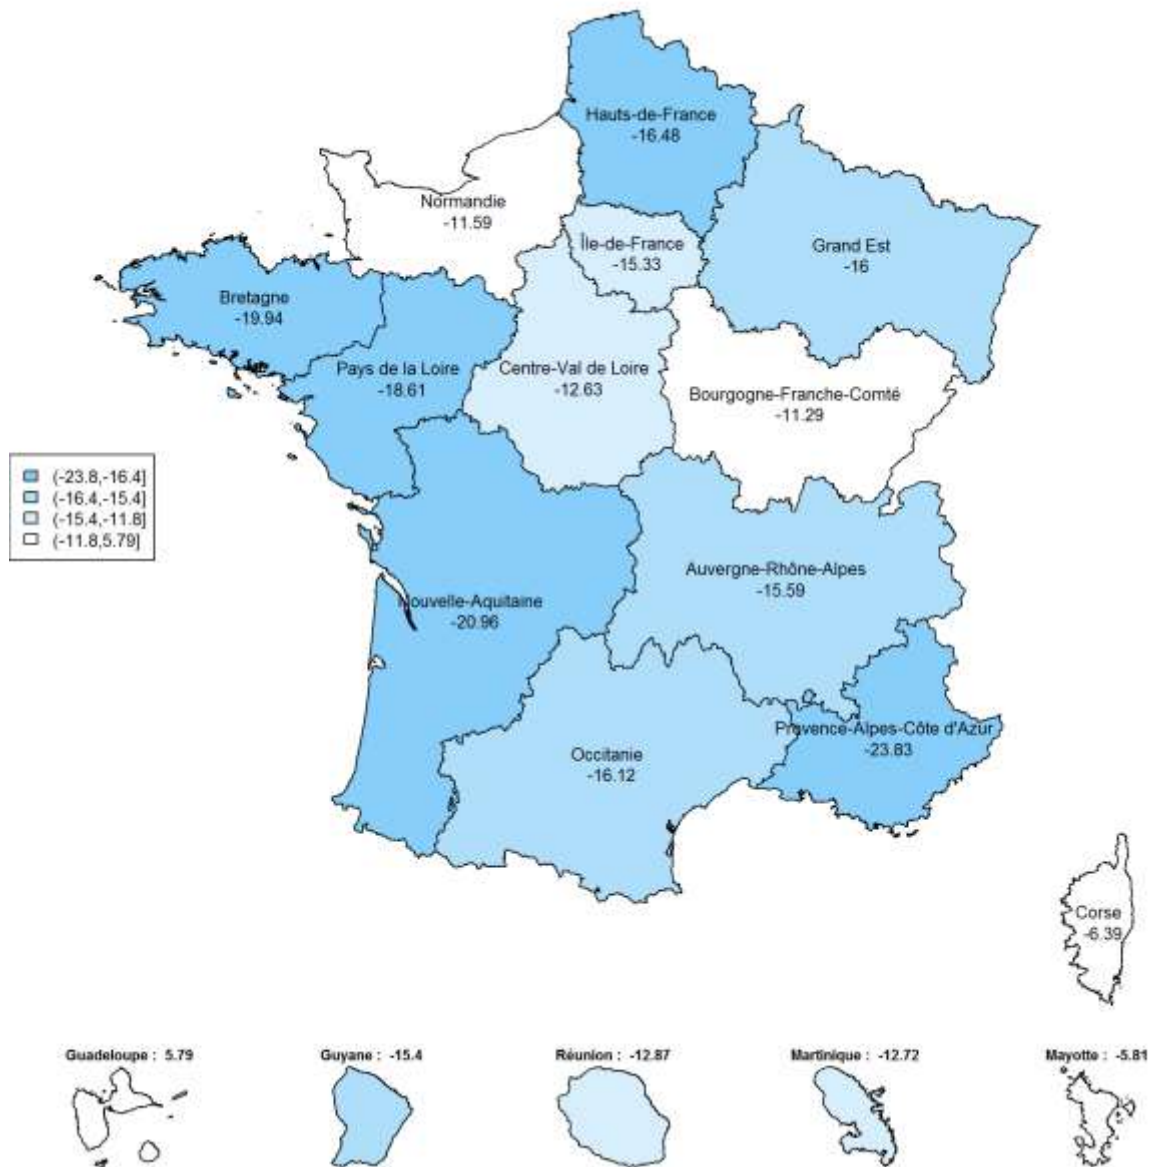 Hauts-de-France
-16.48
Normandie
-11.59
Île-de-France
-15.33
Grand Est
-16
Bretagne
-19.94
Pays de la Loire
-18.61
Centre-Val de Loire
-12.63
Bourgogne-Franche-Comté
-11.29
(-23.8,-16.4]
(-16.4,-15.4]
(-15.4,-11.8]
(-11.8,5.79]
Auvergne-Rhône-Alpes
-15.59
Nouvelle-Aquitaine
-20.96
Provence-Alpes-Côte d'Azur
-23.83
Occitanie
-16.12
Corse
-6.39
Guadeloupe : 5.79
Guyane : -15.4
Réunion : -12.87
Martinique : -12.72
Mayotte : -5.81